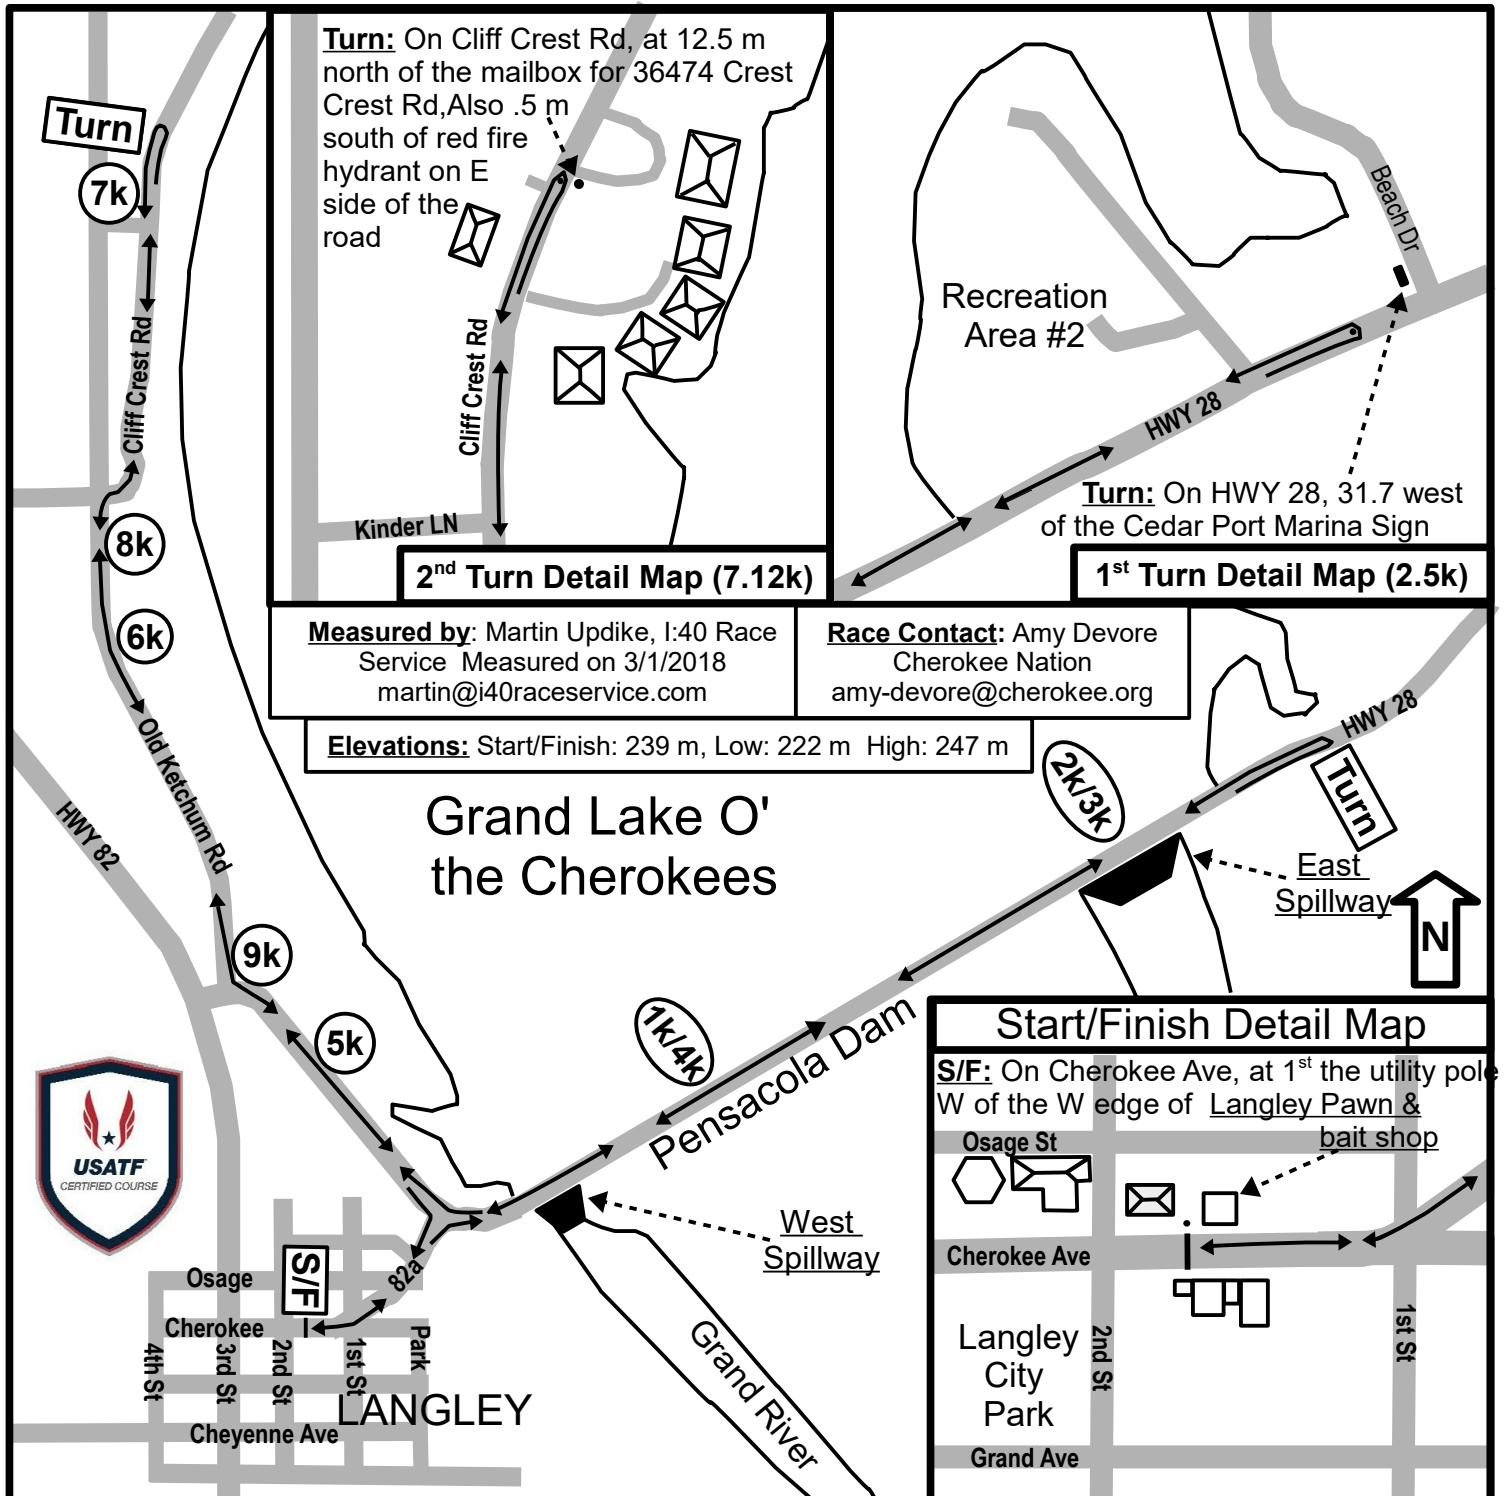 Turn: On Cliff Crest Rd, at 12.5 m
north of the mailbox for 36474 Crest
Crest Rd,Also .5 m
south of red fire
hydrant on E
side of the
road
Cliff Crest Rd
Kinder LN
2nd Turn Detail Map (7.12k)
Beach Dr
Recreation
Area #2
HWY 28
Turn: On HWY 28, 31.7 west
of the Cedar Port Marina Sign
1st Turn Detail Map (2.5k)
Turn
7k
Cliff Crest Rd
8k
6k
Old Ketchum Rd
HWY 82
9k
5k
Measured by: Martin Updike, I:40 Race
Service Measured on 3/1/2018
martin@i40raceservice.com
Race Contact: Amy Devore
Cherokee Nation
amy-devore@cherokee.org
Elevations: Start/Finish: 239 m, Low: 222 m High: 247 m
Grand Lake O'
the Cherokees
2k/3k
HWY 28
Turn
East
Spillway
N
1k/4k
Pensacola Dam
West
Spillway
Grand River
USATF
CERTIFIED COURSE
S/F
82a
Osage
Cherokee
4th St
3rd St
2nd St
1st St
Park
LANGLEY
Cheyenne Ave
Start/Finish Detail Map
S/F: On Cherokee Ave, at 1st the utility pole
W of the W edge of Langley Pawn &
bait shop
Osage St
Cherokee Ave
Langley
City
Park
2nd St
1st St
Grand Ave